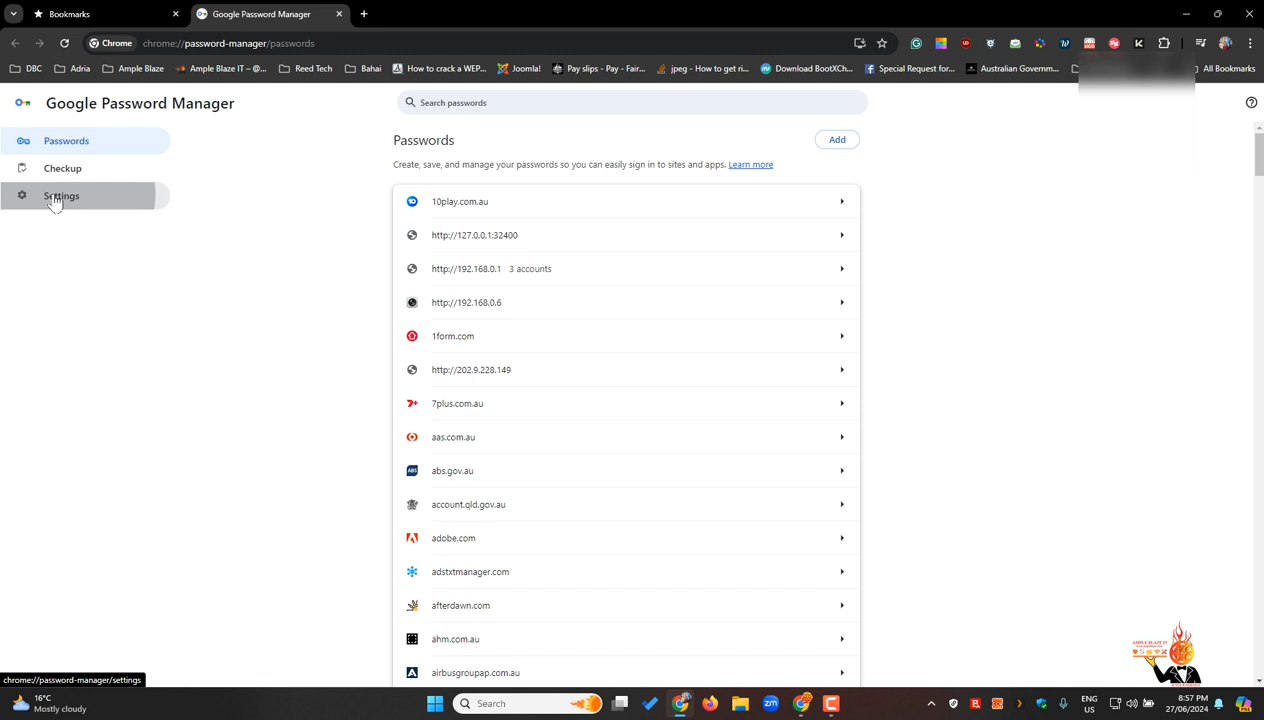 Bookmarks
Google Password Manager
Chrome
chrome://password-manager/passwords
DBC
Adria
Ample Blaze
Ample Blaze IT – @...
Reed Tech
Bahai
How to crack a WEP...
Joomla!
Pay slips - Pay - Fair...
jpeg - How to get ri...
Download BootXCh...
Special Request for...
Australian Governm...
All Bookmarks
Google Password Manager
Search passwords
Passwords
Checkup
Settings
Passwords
Add
Create, save, and manage your passwords so you can easily sign in to sites and apps. Learn more
10play.com.au
http://127.0.0.1:32400
http://192.168.0.1 3 accounts
http://192.168.0.6
1form.com
http://202.9.228.149
7plus.com.au
aas.com.au
abs.gov.au
account.qld.gov.au
adobe.com
adstxtmanager.com
afterdawn.com
ahm.com.au
airbusgroupap.com.au
AMPLE BLAZE IT
chrome://password-manager/settings
16°C
Mostly cloudy
Search
ENG
US
8:57 PM
27/06/2024